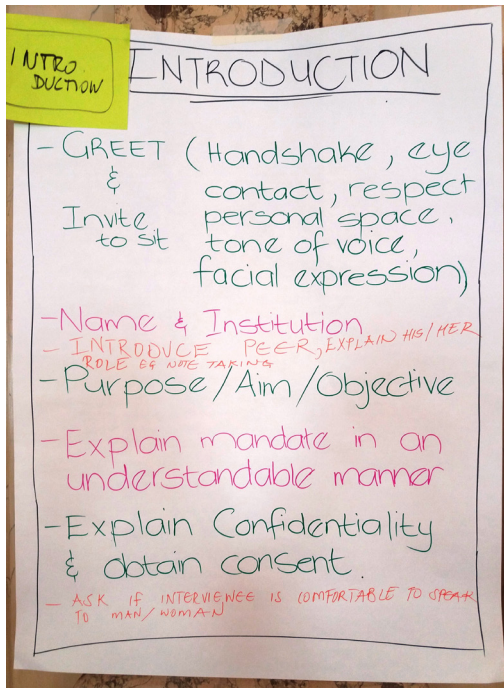 INTRO
DUCTION
INTRODUCTION
- GREET (Handshake, eye
& contact, respect
Invite personal space,
to sit tone of voice,
facial expression)
- Name & Institution
- INTRODUCE PEER, EXPLAIN HIS/HER
ROLE EG NOTE TAKING
- Purpose/Aim/Objective
- Explain mandate in an
understandable manner
- Explain Confidentiality
& obtain consent.
- ASK if INTERVIEWEE IS COMFORTABLE TO SPEAK
TO MAN/WOMAN